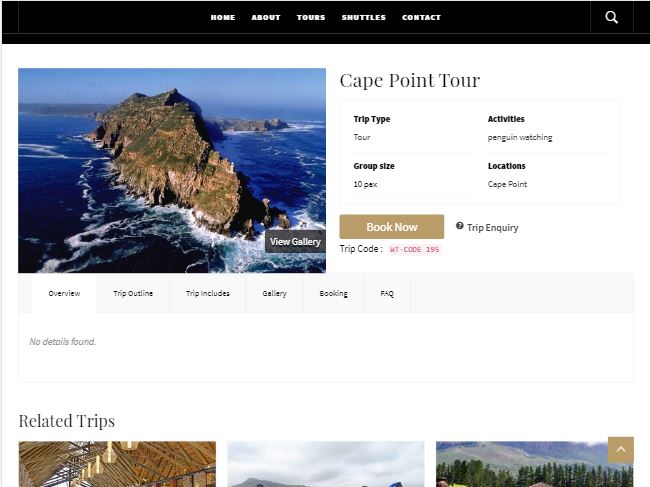 HOME ABOUT TOURS SHUTTLES CONTACT
Cape Point Tour
Trip Type Activities
Tour penguin watching
Group size Locations
10 pax Cape Point
View Gallery
Book Now Trip Enquiry
Trip Code : WT-CODE 195
Overview Trip Outline Trip Includes Gallery Booking FAQ
No details found.
Related Trips